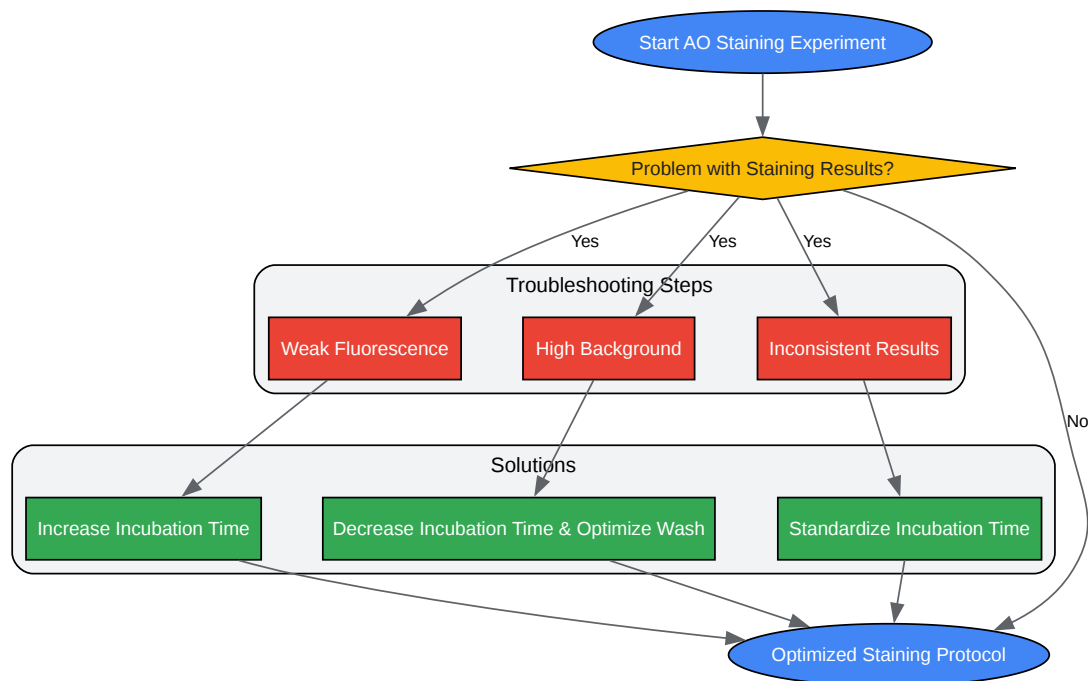 Start AO Staining Experiment
Problem with Staining Results?
Yes
Yes
Yes
Troubleshooting Steps
Weak Fluorescence
High Background
Inconsistent Results
No
Solutions
Increase Incubation Time
Decrease Incubation Time & Optimize Wash
Standardize Incubation Time
Optimized Staining Protocol